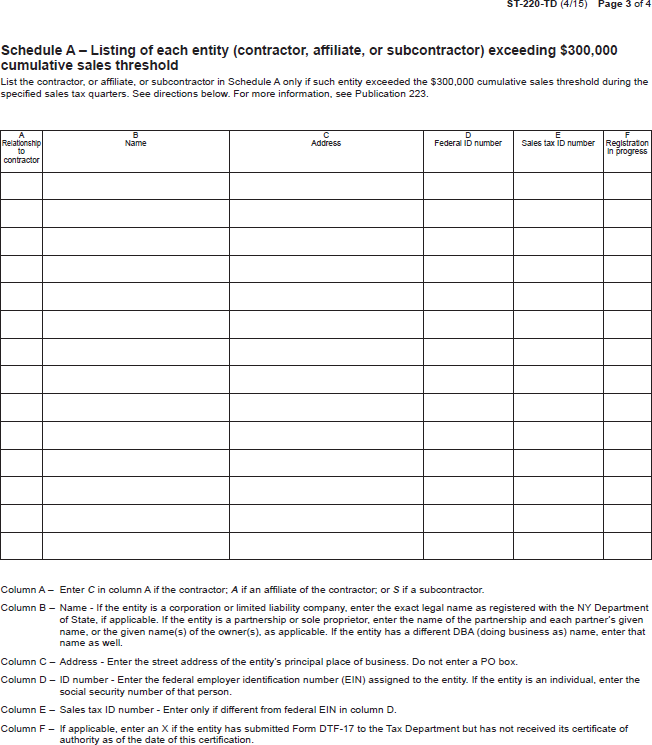 ST-220-TD (4/15) Page 3 of 4
Schedule A – Listing of each entity (contractor, affiliate, or subcontractor) exceeding $300,000
cumulative sales threshold
List the contractor, or affiliate, or subcontractor in Schedule A only if such entity exceeded the $300,000 cumulative sales threshold during the
specified sales tax quarters. See directions below. For more information, see Publication 223.
A
Relationship
to
contractor
B
Name
C
Address
D
Federal ID number
E
Sales tax ID number
F
Registration
in progress
Column A – Enter C in column A if the contractor; A if an affiliate of the contractor; or S if a subcontractor.
Column B – Name - If the entity is a corporation or limited liability company, enter the exact legal name as registered with the NY Department
of State, if applicable. If the entity is a partnership or sole proprietor, enter the name of the partnership and each partner's given
name, or the given name(s) of the owner(s), as applicable. If the entity has a different DBA (doing business as) name, enter that
name as well.
Column C – Address - Enter the street address of the entity's principal place of business. Do not enter a PO box.
Column D – ID number - Enter the federal employer identification number (EIN) assigned to the entity. If the entity is an individual, enter the
social security number of that person.
Column E – Sales tax ID number - Enter only if different from federal EIN in column D.
Column F – If applicable, enter an X if the entity has submitted Form DTF-17 to the Tax Department but has not received its certificate of
authority as of the date of this certification.